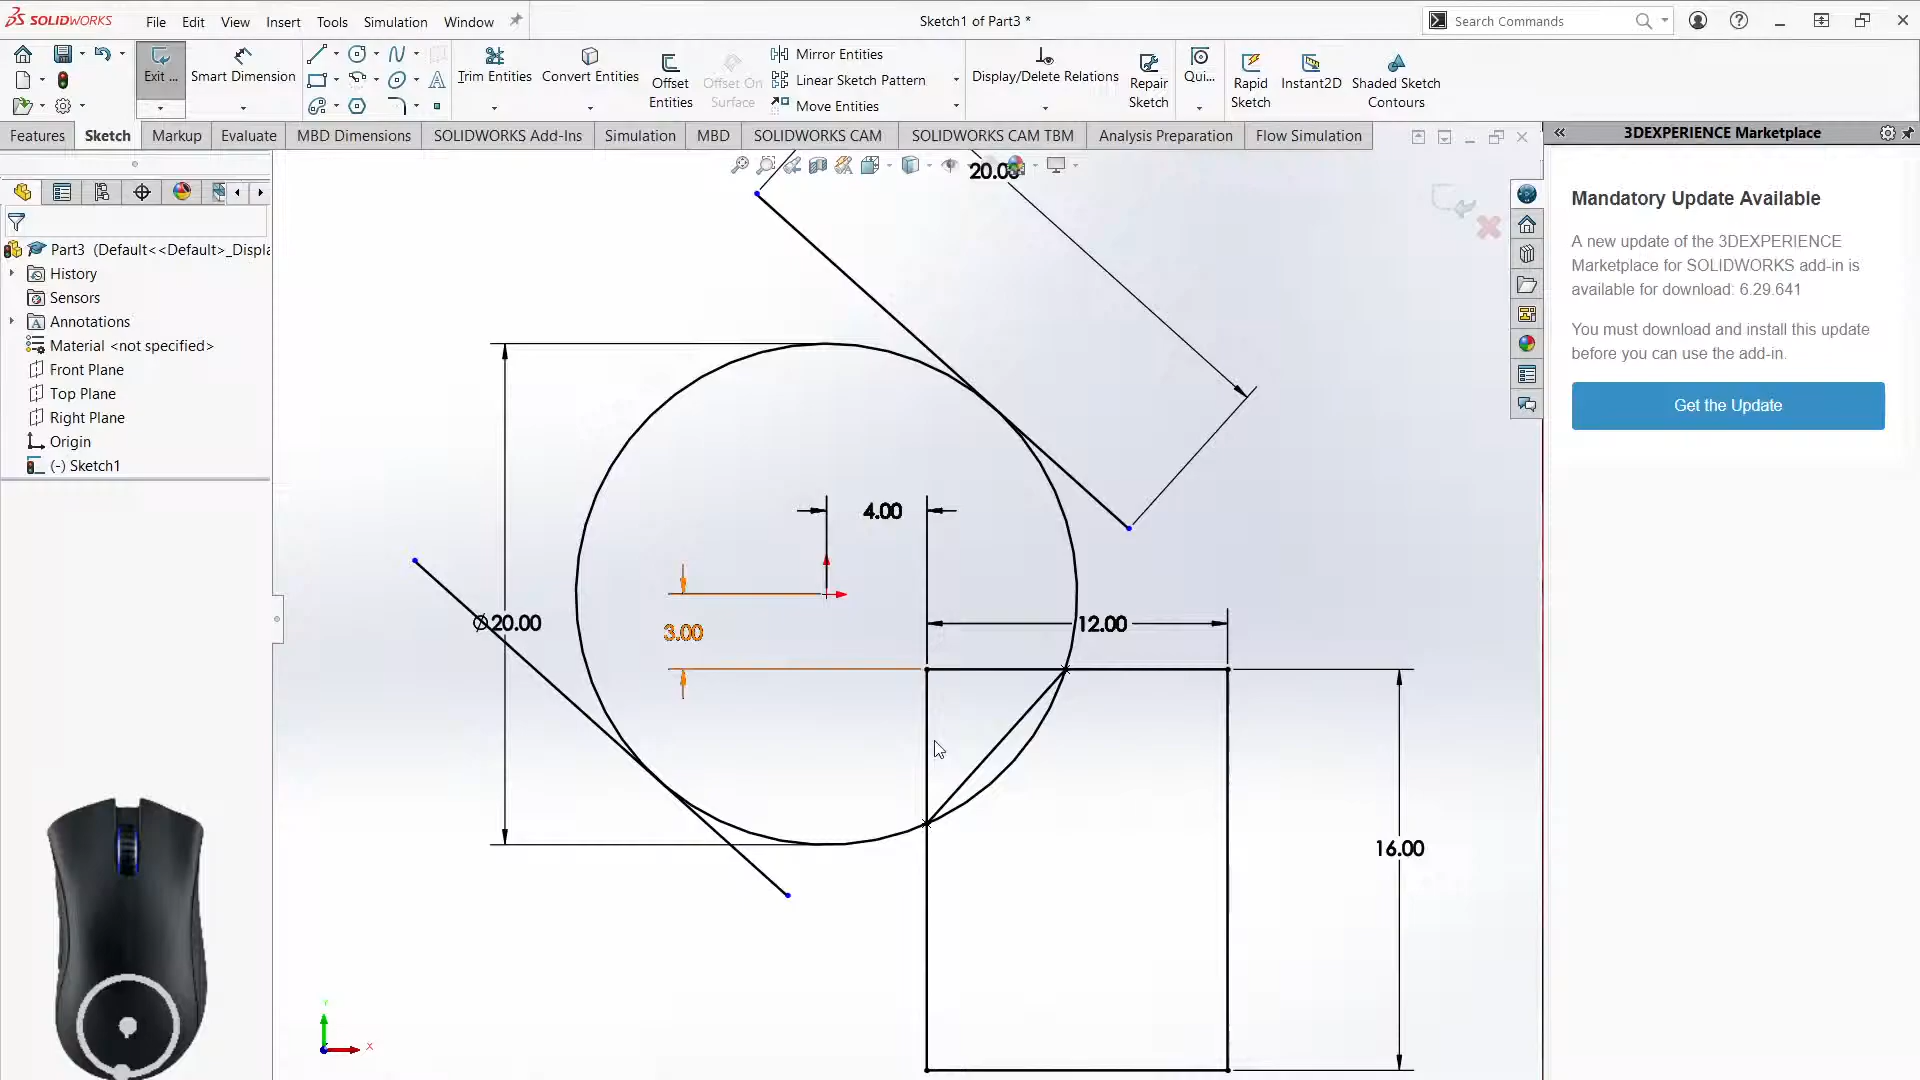 SOLIDWORKS File Edit View Insert Tools Simulation Window Sketch1 of Part3 * Search Commands
Exit ... Smart Dimension Trim Entities Convert Entities Offset Entities Offset On Surface Mirror Entities Display/Delete Relations Repair Sketch Qui... Rapid Sketch Instant2D Shaded Sketch Contours
Linear Sketch Pattern
Move Entities
Features Sketch Markup Evaluate MBD Dimensions SOLIDWORKS Add-Ins Simulation MBD SOLIDWORKS CAM SOLIDWORKS CAM TBM Analysis Preparation Flow Simulation
3DEXPERIENCE Marketplace
Mandatory Update Available
A new update of the 3DEXPERIENCE
Marketplace for SOLIDWORKS add-in is
available for download: 6.29.641
You must download and install this update
before you can use the add-in.
Get the Update
Part3 (Default<<Default>_Displa
History
Sensors
Annotations
Material <not specified>
Front Plane
Top Plane
Right Plane
Origin
(-) Sketch1
20.03
4.00
⌀20.00
3.00
12.00
16.00
Y
X